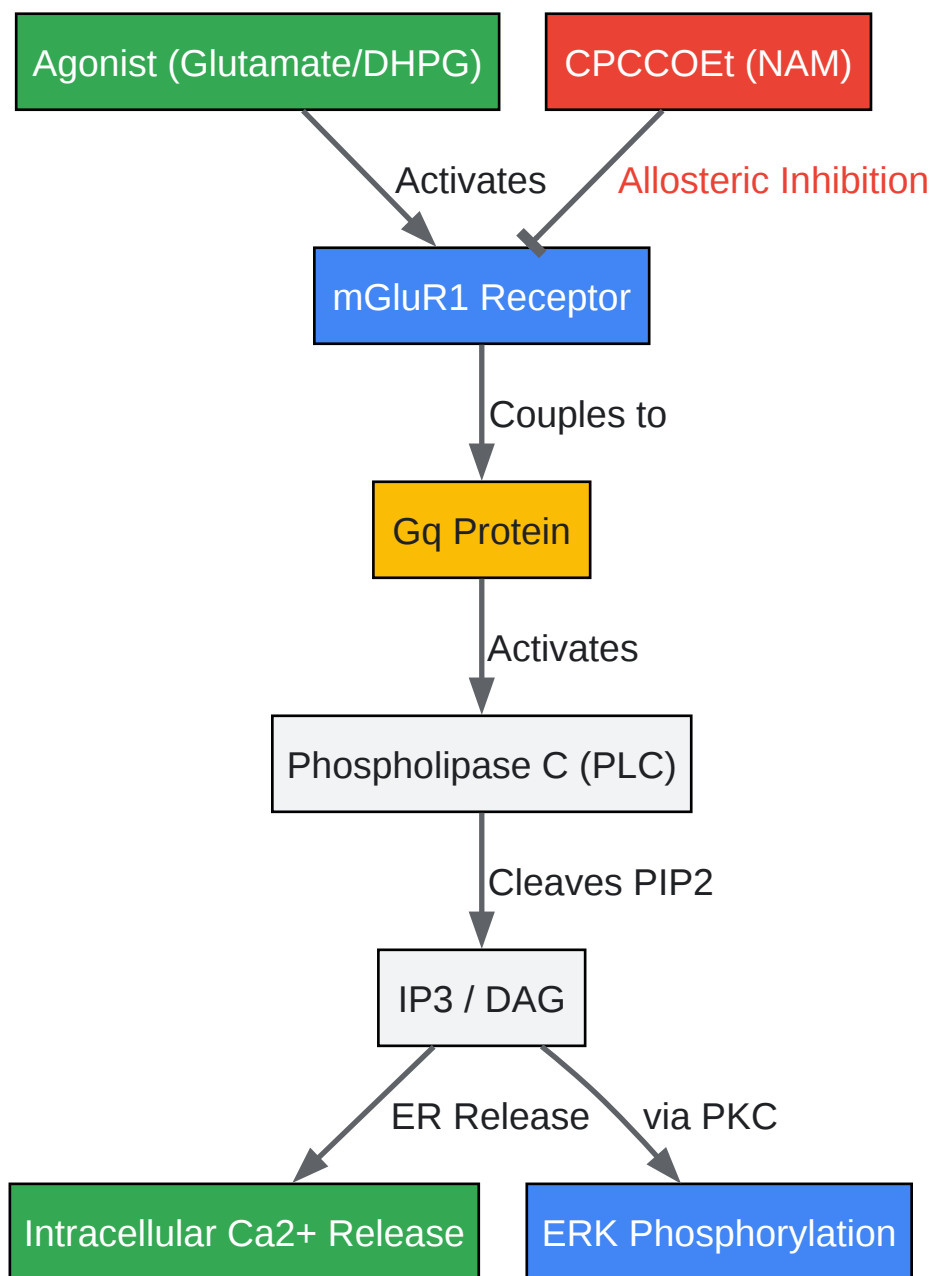 Agonist (Glutamate/DHPG)
CPCCOEt (NAM)
Activates
Allosteric Inhibition
mGluR1 Receptor
Couples to
Gq Protein
Activates
Phospholipase C (PLC)
Cleaves PIP2
IP3 / DAG
ER Release
via PKC
Intracellular Ca2+ Release
ERK Phosphorylation